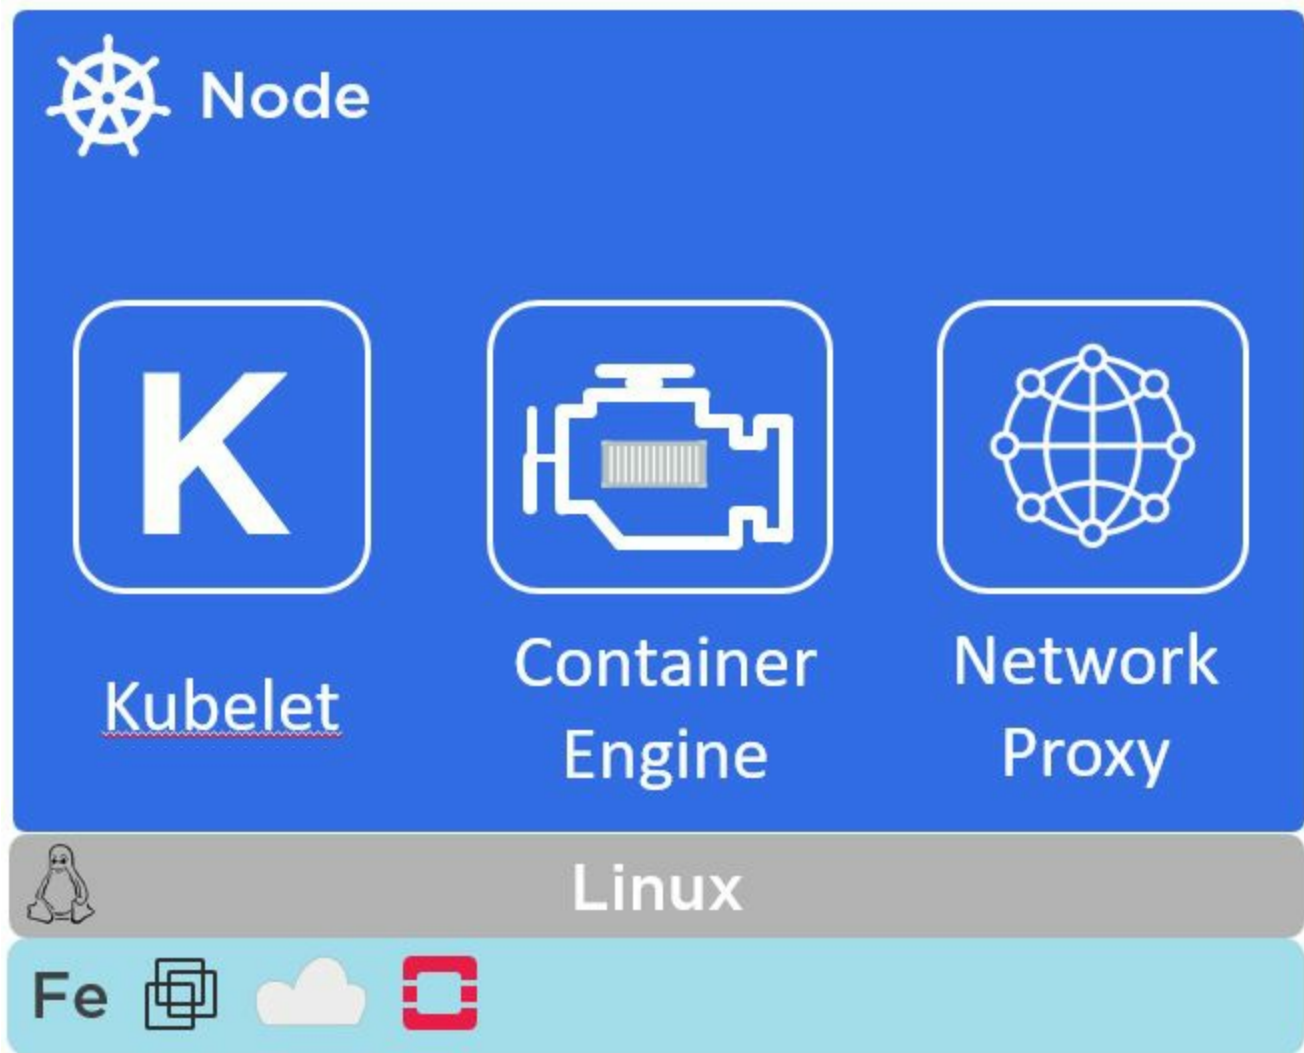 Node
K
Kubelet
Container
Engine
Network
Proxy
Linux
Fe